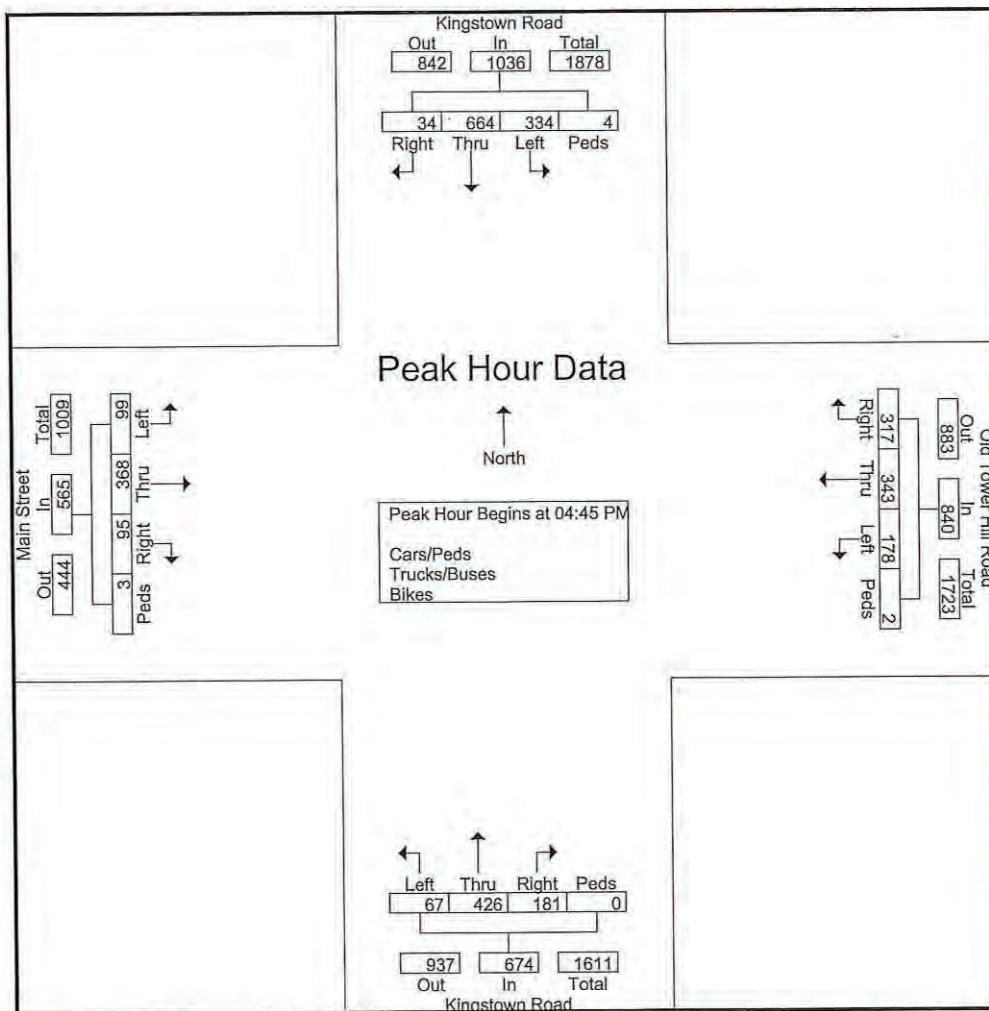 Kingstown Road
Out In Total
842 1036 1878
34 664 334 4
Right Thru Left Peds
Peak Hour Data
North
Peak Hour Begins at 04:45 PM
Cars/Peds
Trucks/Buses
Bikes
Main Street
Out In Total
444 565 1009
99 368 95 3
Left Thru Right Peds
Old Tower Hill Road
Out In Total
883 840 1723
317 343 178 2
Right Thru Left Peds
Left Thru Right Peds
67 426 181 0
937 674 1611
Out In Total
Kingstown Road